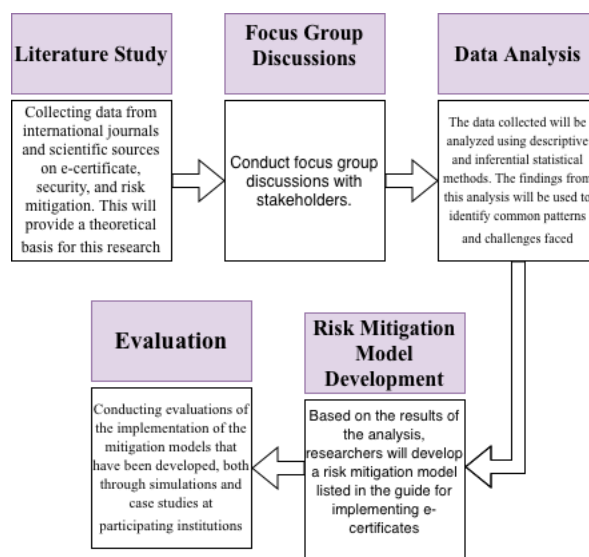 Literature Study
Collecting data from
international journals
and scientific sources
on e-certificate,
security, and risk
mitigation. This will
provide a theoretical
basis for this research
Focus Group
Discussions
Conduct focus group
discussions with
stakeholders.
Data Analysis
The data collected will be
analyzed using descriptive
and inferential statistical
methods. The findings from
this analysis will be used to
identify common patterns
and challenges faced
Risk Mitigation
Model
Development
Based on the results of
the analysis,
researchers will develop
a risk mitigation model
listed in the guide for
implementing e-
certificates
Evaluation
Conducting evaluations of
the implementation of the
mitigation models that
have been developed, both
through simulations and
case studies at
participating institutions